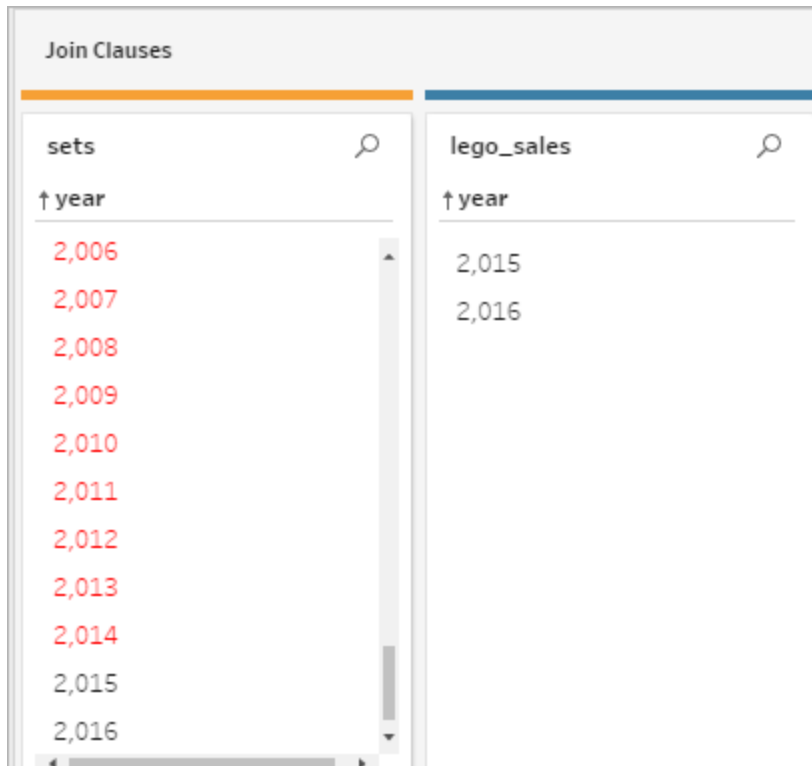 Join Clauses
sets
↑ year
2,006
2,007
2,008
2,009
2,010
2,011
2,012
2,013
2,014
2,015
2,016
lego_sales
↑ year
2,015
2,016